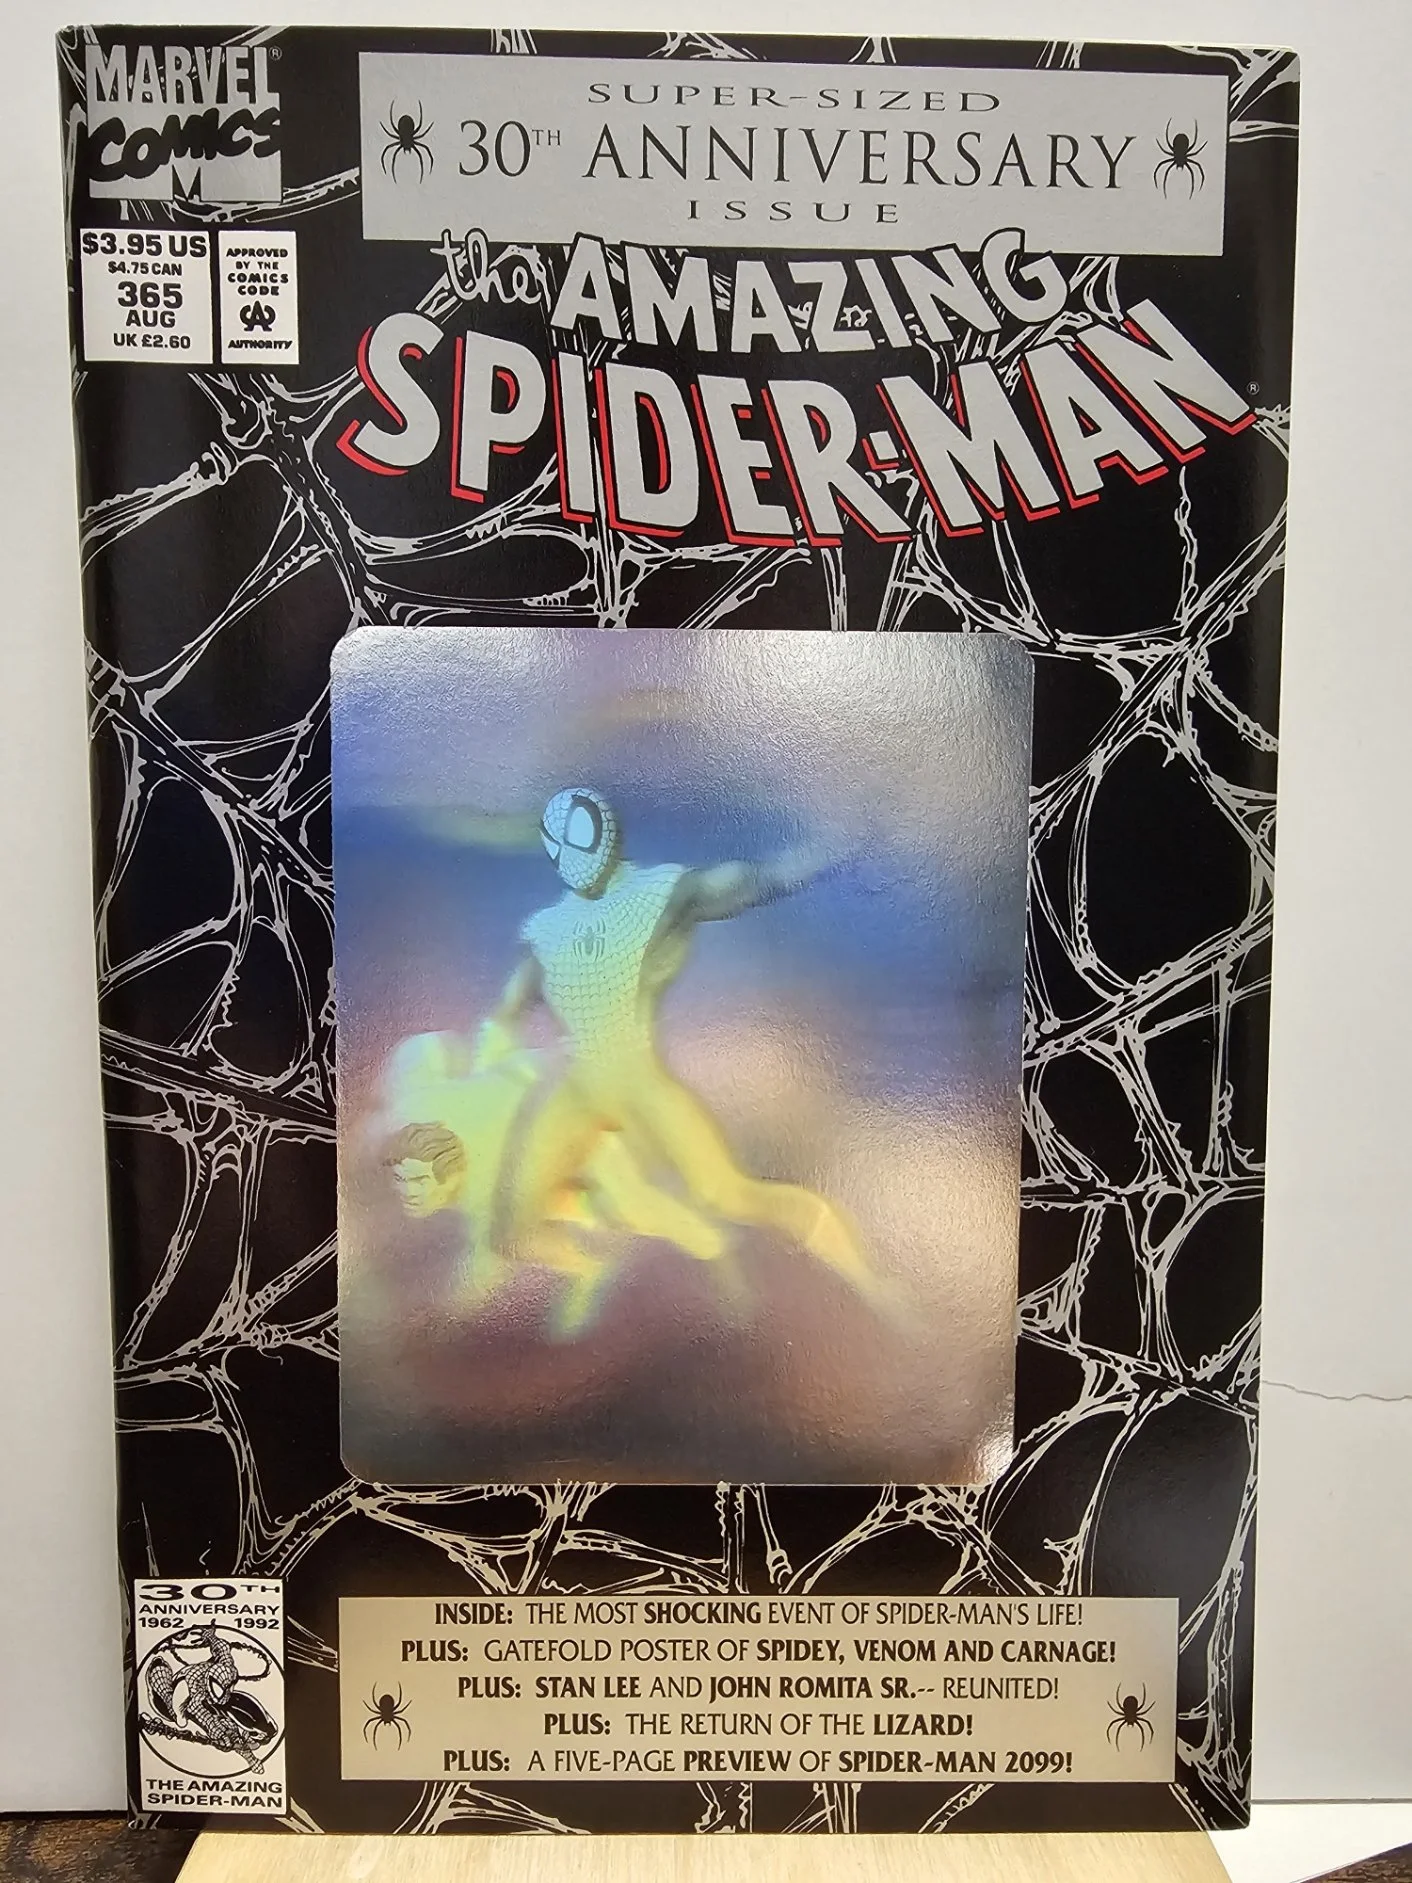 MARVEL®
COMICS
SUPER-SIZED
30TH ANNIVERSARY
ISSUE
$3.95 US
$4.75 CAN
365
AUG
UK £2.60
APPROVED
BY THE
COMICS
CODE
CA
AUTHORITY
the AMAZING
SPIDER-MAN®
30TH
ANNIVERSARY
1962 1992
THE AMAZING
SPIDER-MAN
INSIDE: THE MOST SHOCKING EVENT OF SPIDER-MAN'S LIFE!
PLUS: GATEFOLD POSTER OF SPIDEY, VENOM AND CARNAGE!
PLUS: STAN LEE AND JOHN ROMITA SR.-- REUNITED!
PLUS: THE RETURN OF THE LIZARD!
PLUS: A FIVE-PAGE PREVIEW OF SPIDER-MAN 2099!